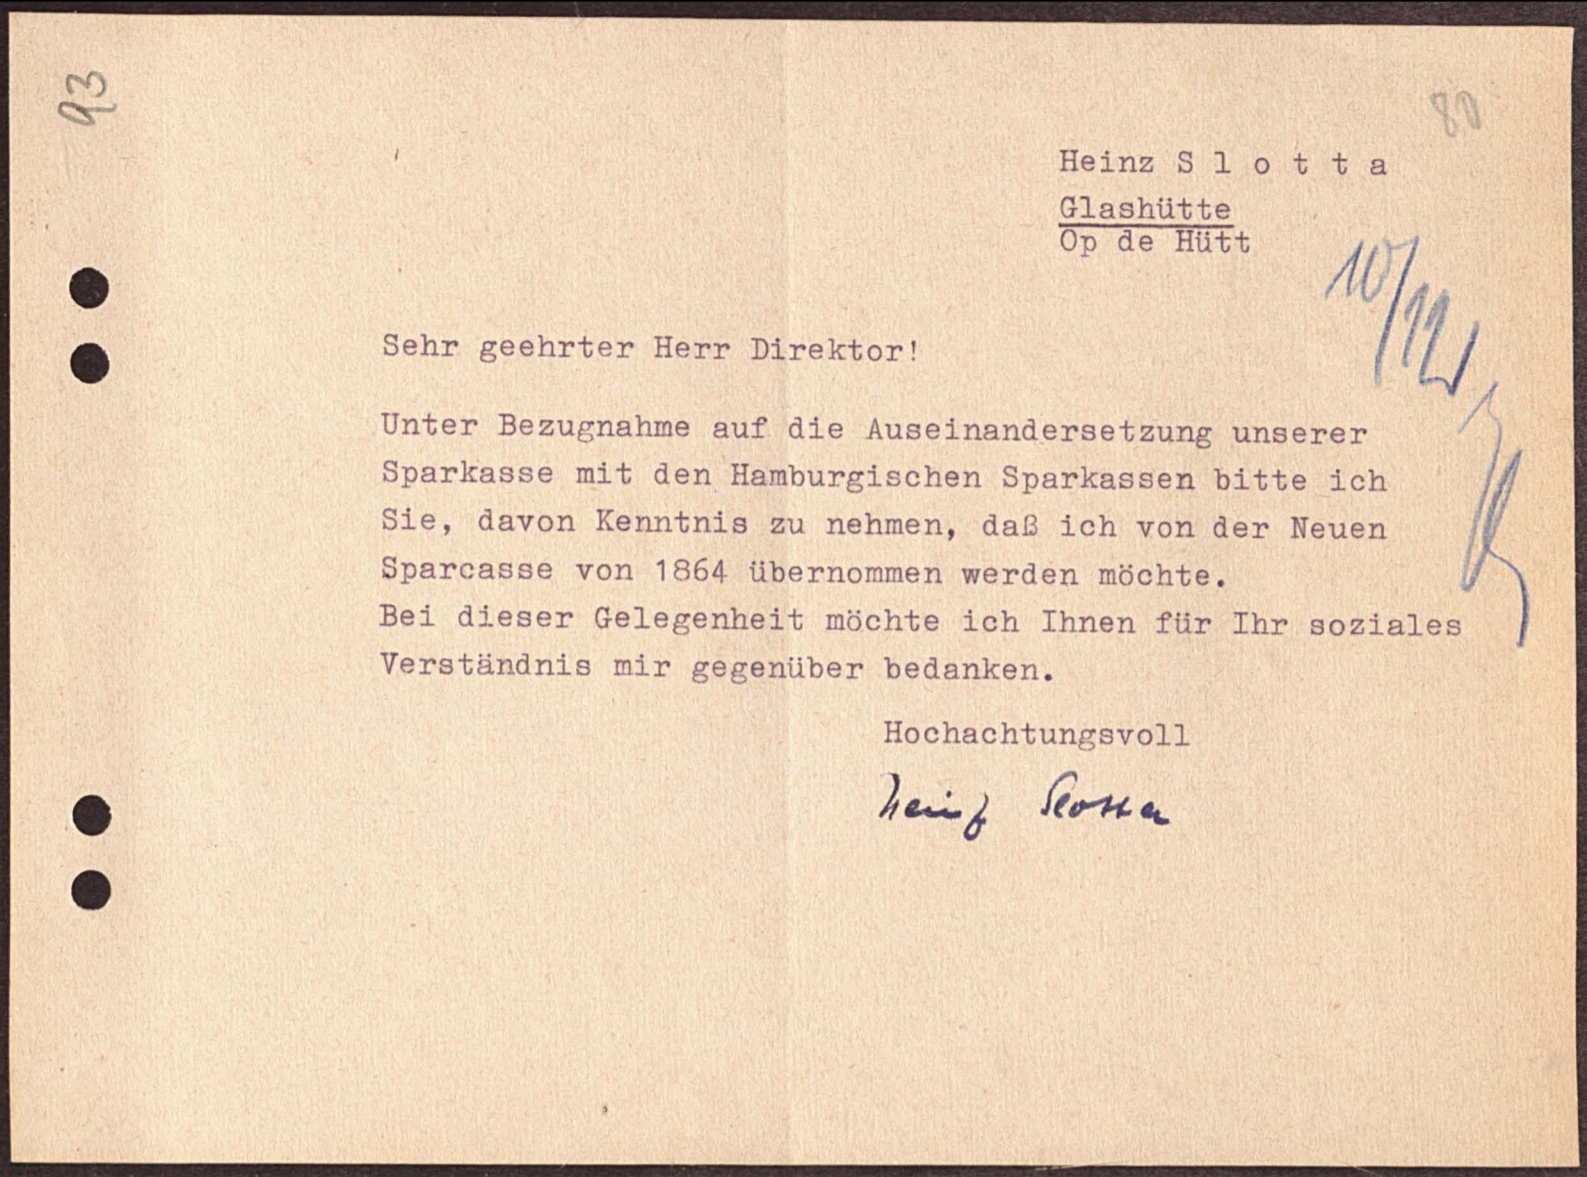 93
80
Heinz S l o t t a
Glashütte
Op de Hütt
10/12
Sehr geehrter Herr Direktor!
Unter Bezugnahme auf die Auseinandersetzung unserer
Sparkasse mit den Hamburgischen Sparkassen bitte ich
Sie, davon Kenntnis zu nehmen, daß ich von der Neuen
Sparcasse von 1864 übernommen werden möchte.
Bei dieser Gelegenheit möchte ich Ihnen für Ihr soziales
Verständnis mir gegenüber bedanken.
Hochachtungsvoll
Heinz Slotta